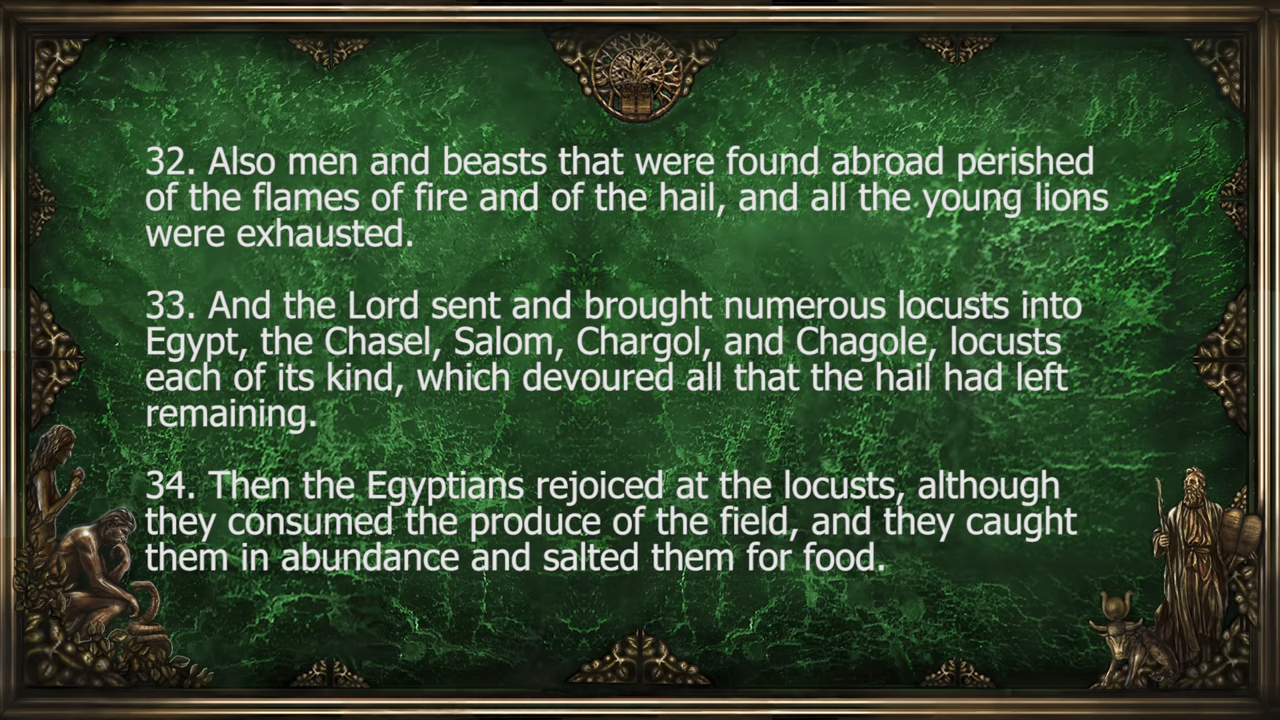 32. Also men and beasts that were found abroad perished
of the flames of fire and of the hail, and all the young lions
were exhausted.
33. And the Lord sent and brought numerous locusts into
Egypt, the Chasel, Salom, Chargol, and Chagole, locusts
each of its kind, which devoured all that the hail had left
remaining.
34. Then the Egyptians rejoiced at the locusts, although
they consumed the produce of the field, and they caught
them in abundance and salted them for food.